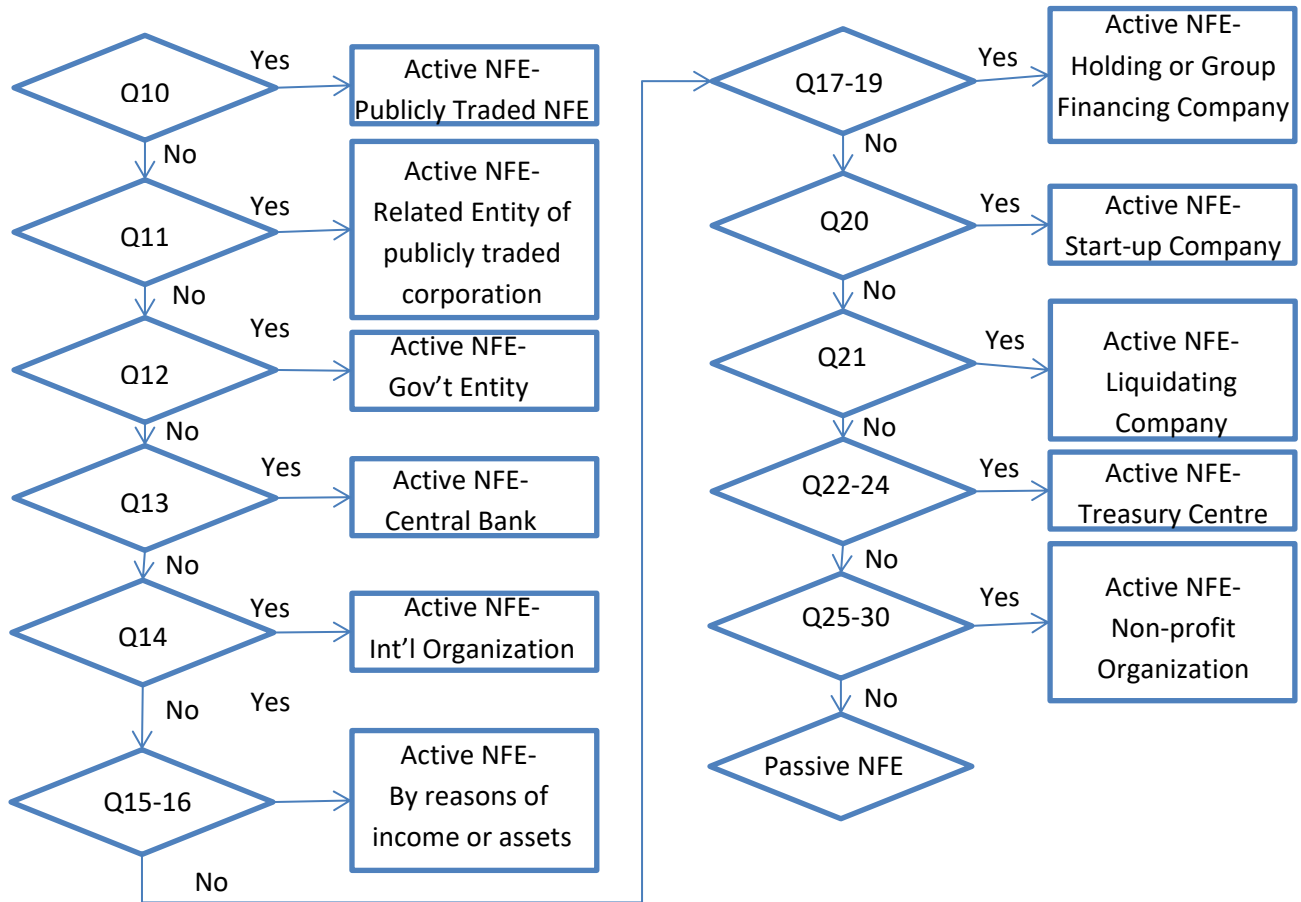 Q10
Yes
Active NFE-
Publicly Traded NFE
No
Q11
Yes
Active NFE-
Related Entity of
publicly traded
corporation
No
Q12
Yes
Active NFE-
Gov’t Entity
No
Q13
Yes
Active NFE-
Central Bank
No
Q14
Yes
Active NFE-
Int’l Organization
No
Yes
Q15-16
Active NFE-
By reasons of
income or assets
No
Q17-19
Yes
Active NFE-
Holding or Group
Financing Company
No
Q20
Yes
Active NFE-
Start-up Company
No
Q21
Yes
Active NFE-
Liquidating
Company
No
Q22-24
Yes
Active NFE-
Treasury Centre
No
Q25-30
Yes
Active NFE-
Non-profit
Organization
No
Passive NFE